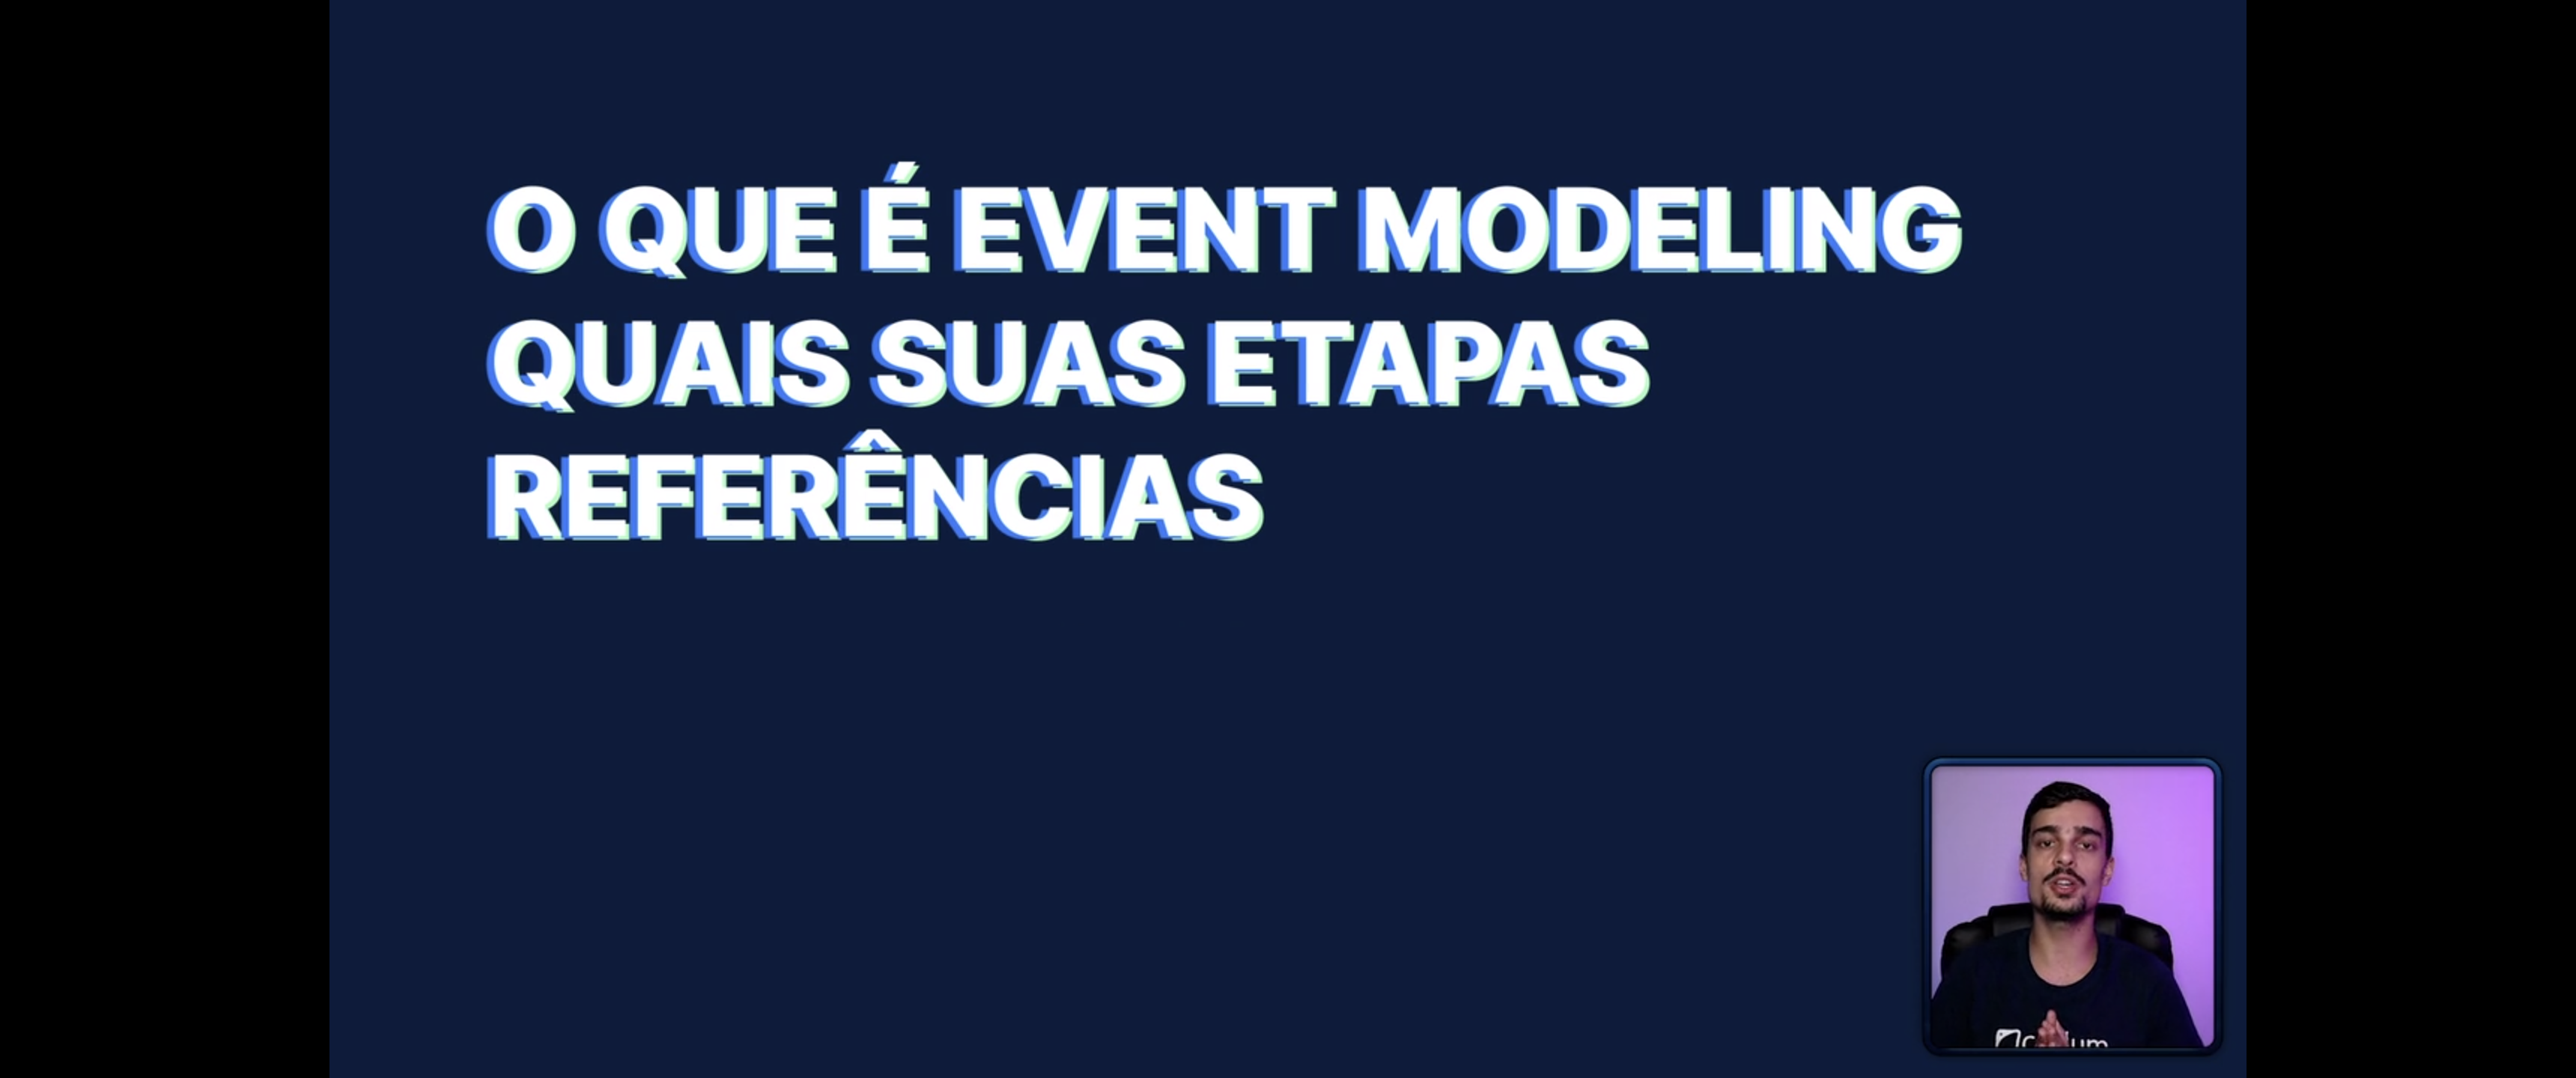 O QUE É EVENT MODELING
QUAIS SUAS ETAPAS
REFERÊNCIAS